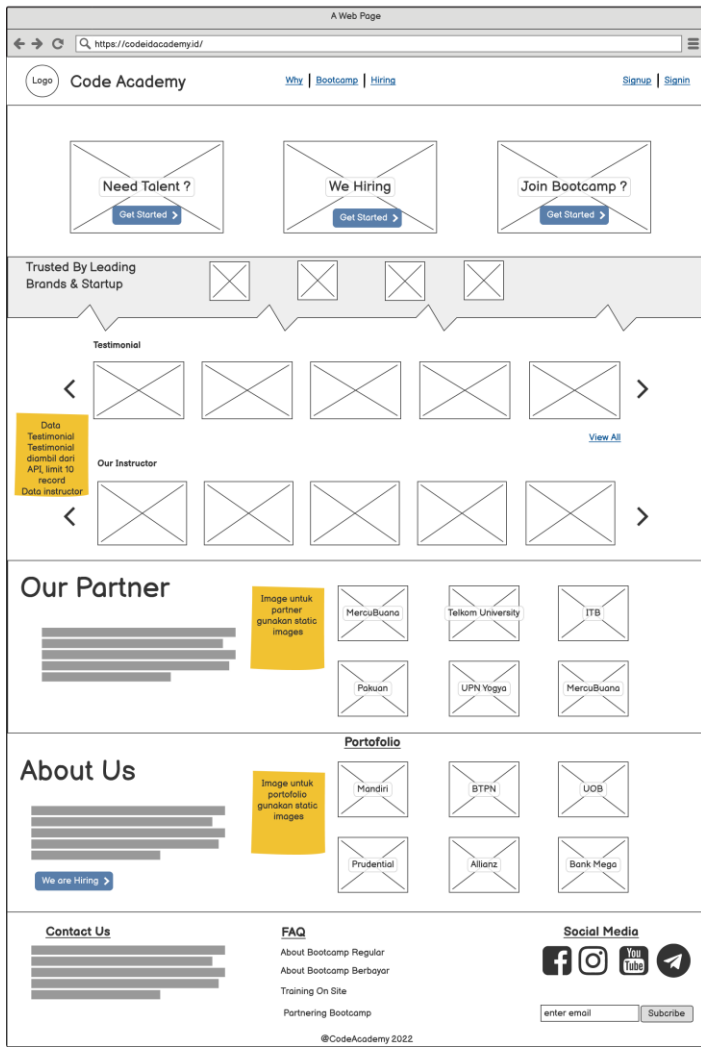 A Web Page
https://codeidacademy.id/
Logo
Code Academy
Why | Bootcamp | Hiring
Signup | Signin
Need Talent ?
Get Started
We Hiring
Get Started
Join Bootcamp ?
Get Started
Trusted By Leading
Brands & Startup
Testimonial
Data
Testimonial
Testimonial
diambil dari
API, limit 10
record
Data instructor
View All
Our Instructor
Our Partner
Image untuk
partner
gunakan static
images
MercuBuana
Telkom University
ITB
Pakuan
UPN Yogya
MercuBuana
About Us
We are Hiring
Image untuk
portofolio
gunakan static
images
Portofolio
Mandiri
BTPN
UOB
Prudential
Allianz
Bank Mega
Contact Us
FAQ
About Bootcamp Regular
About Bootcamp Berbayar
Training On Site
Partnering Bootcamp
Social Media
You
Tube
enter email
Subcribe
@CodeAcademy 2022